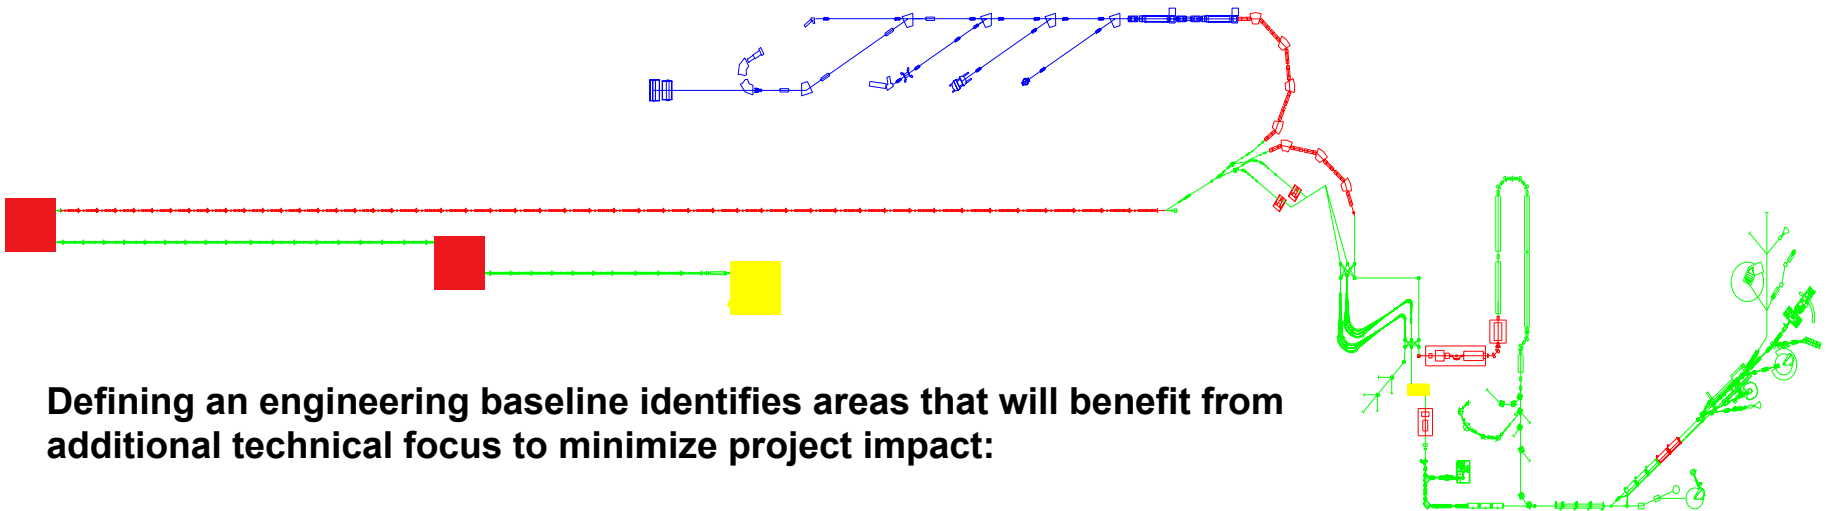 Defining an engineering baseline identifies areas that will benefit from
additional technical focus to minimize project impact: